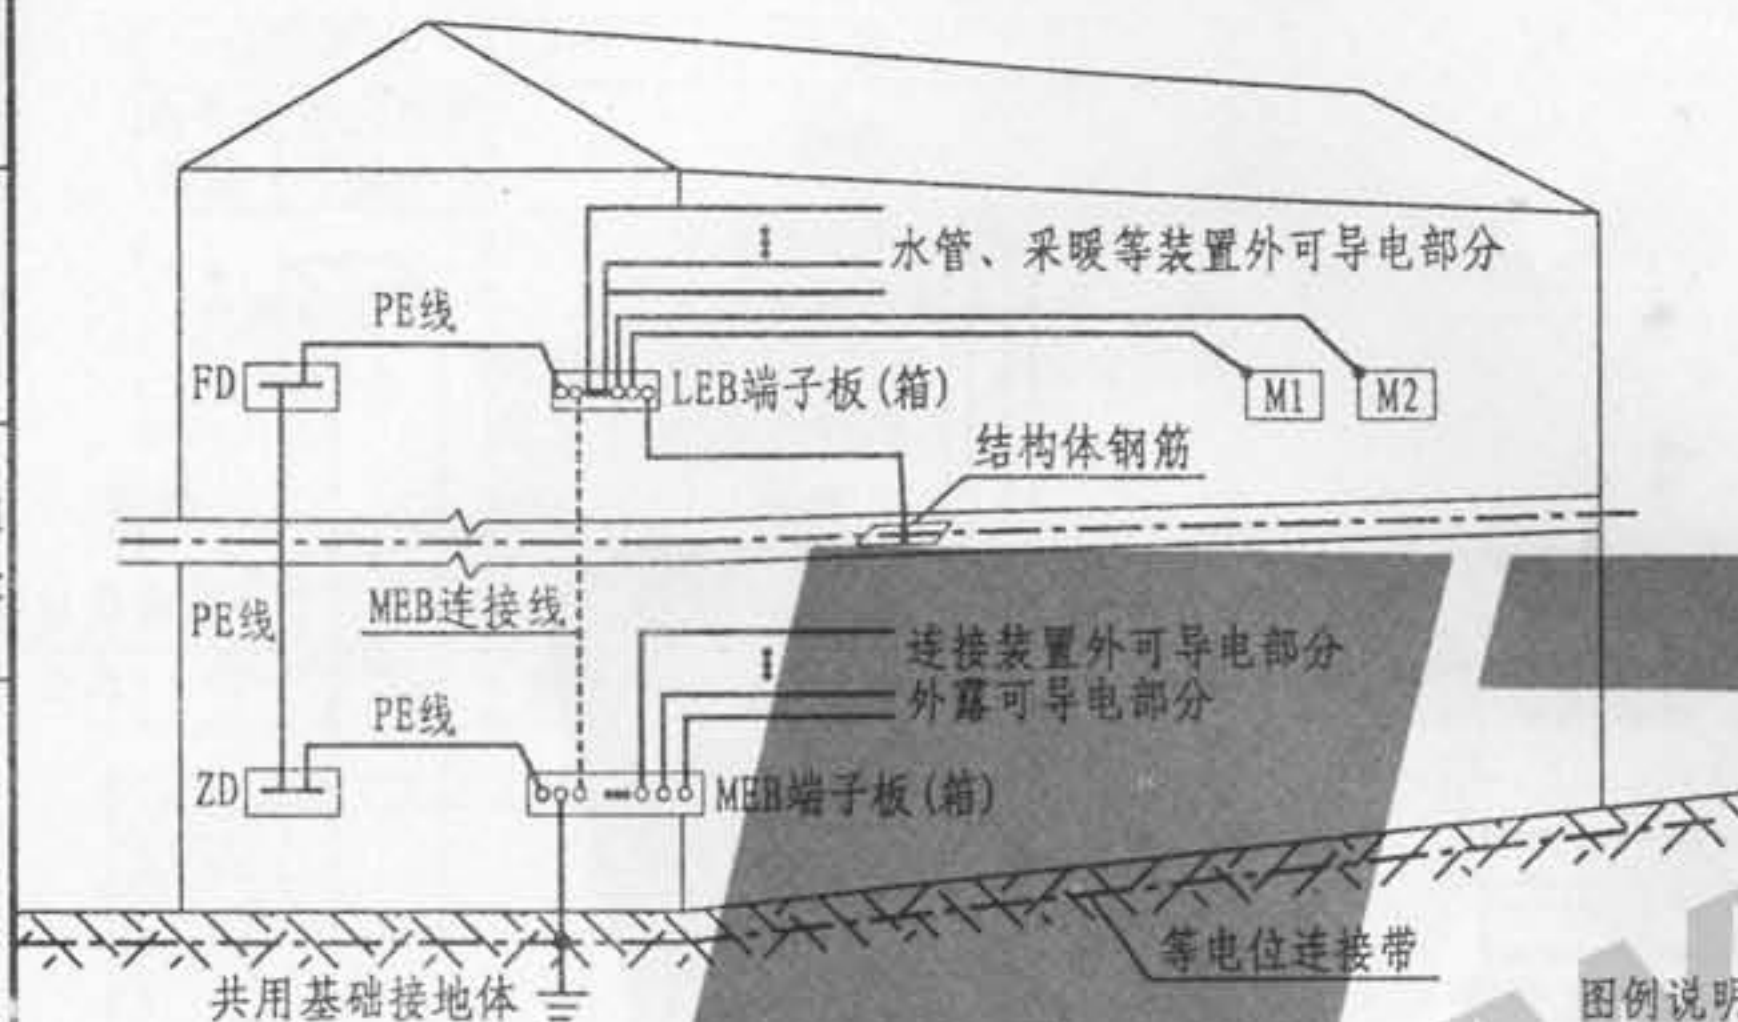 水管、采暖等装置外可导电部分
PE线
FD
LEB端子板(箱)
M1
M2
结构体钢筋
PE线
MEB连接线
连接装置外可导电部分
外露可导电部分
PE线
ZD
MEB端子板(箱)
等电位连接带
共用基础接地体
图例说明